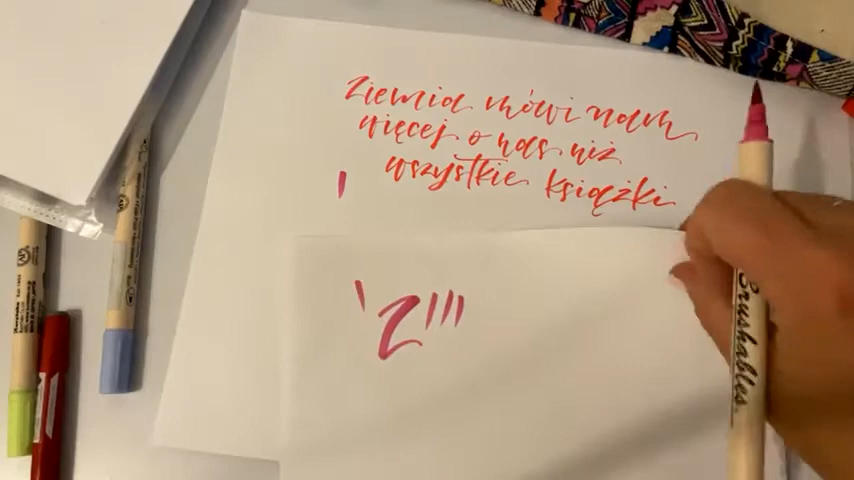 Ziemia mówi nam
więcej o nas niż
wszystkie książki
Z
Brushables